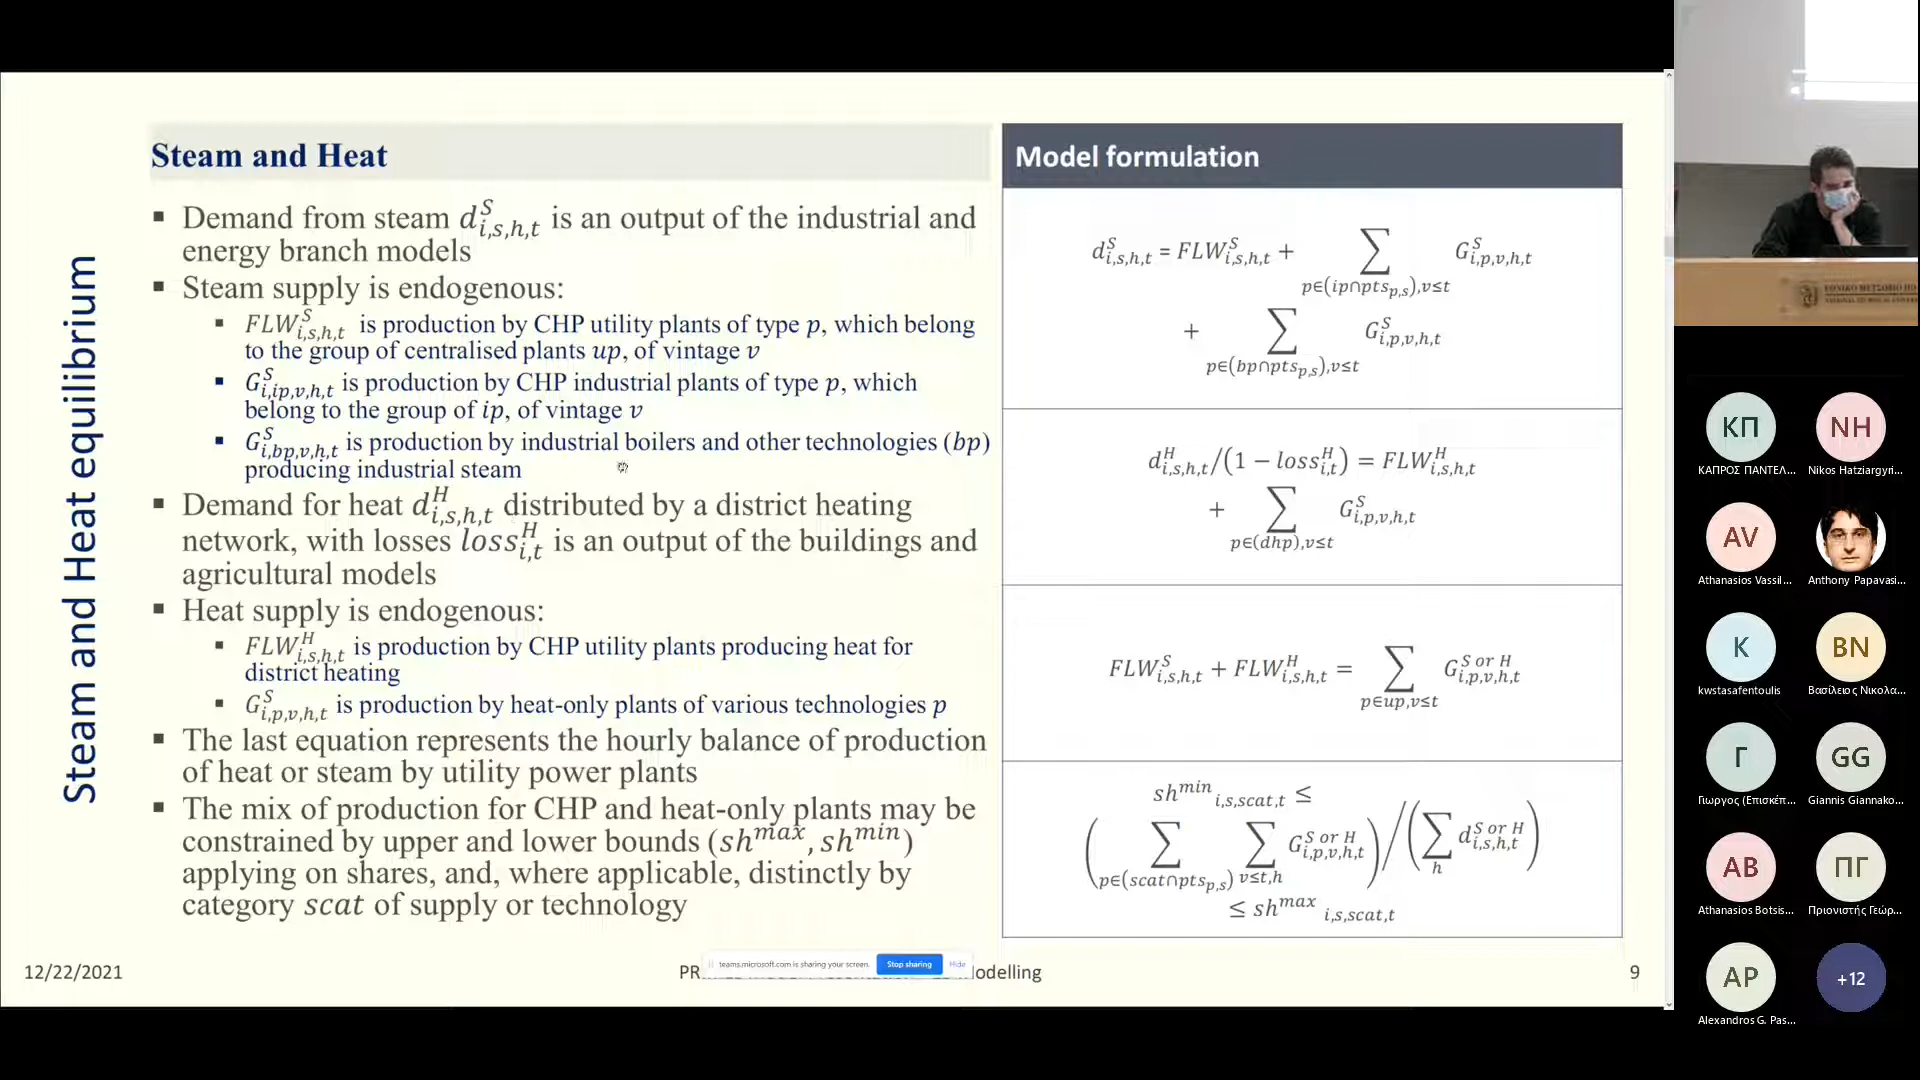 Steam and Heat equilibrium
Steam and Heat
▪ Demand from steam d^S_{i,s,h,t} is an output of the industrial and
energy branch models
▪ Steam supply is endogenous:
▪ FLW^S_{i,s,h,t} is production by CHP utility plants of type p, which belong
to the group of centralised plants up, of vintage v
▪ G^S_{i,ip,v,h,t} is production by CHP industrial plants of type p, which
belong to the group of ip, of vintage v
▪ G^S_{i,bp,v,h,t} is production by industrial boilers and other technologies (bp)
producing industrial steam
▪ Demand for heat d^H_{i,s,h,t} distributed by a district heating
network, with losses loss^H_{i,t} is an output of the buildings and
agricultural models
▪ Heat supply is endogenous:
▪ FLW^H_{i,s,h,t} is production by CHP utility plants producing heat for
district heating
▪ G^S_{i,p,v,h,t} is production by heat-only plants of various technologies p
▪ The last equation represents the hourly balance of production
of heat or steam by utility power plants
▪ The mix of production for CHP and heat-only plants may be
constrained by upper and lower bounds (sh^{max}, sh^{min})
applying on shares, and, where applicable, distinctly by
category scat of supply or technology
Model formulation
d^S_{i,s,h,t} = FLW^S_{i,s,h,t} + ∑_{p∈(ip∩pts_{p,s}),v≤t} G^S_{i,p,v,h,t}
+ ∑_{p∈(bp∩pts_{p,s}),v≤t} G^S_{i,p,v,h,t}
d^H_{i,s,h,t}/(1 − loss^H_{i,t}) = FLW^H_{i,s,h,t}
+ ∑_{p∈(dhp),v≤t} G^S_{i,p,v,h,t}
FLW^S_{i,s,h,t} + FLW^H_{i,s,h,t} = ∑_{p∈up,v≤t} G^{S or H}_{i,p,v,h,t}
sh^{min}_{i,s,scat,t} ≤
(∑_{p∈(scat∩pts_{p,s})} ∑_{v≤t,h} G^{S or H}_{i,p,v,h,t}) / (∑_h d^{S or H}_{i,s,h,t})
≤ sh^{max}_{i,s,scat,t}
12/22/2021
teams.microsoft.com is sharing your screen.
Stop sharing
Hide
9
ΚΠ
ΚΑΠΡΟΣ ΠΑΝΤΕΛ...
NH
Nikos Hatziargyri...
AV
Athanasios Vassil...
Anthony Papavasi...
K
kwstasafentoulis
ΒΝ
Βασίλειος Νικολα...
Γ
Γιωργος (Επισκέπ...
GG
Giannis Giannako...
AB
Athanasios Botsis...
ΠΓ
Πριονιστής Γεώρ...
AP
Alexandros G. Pas...
+12